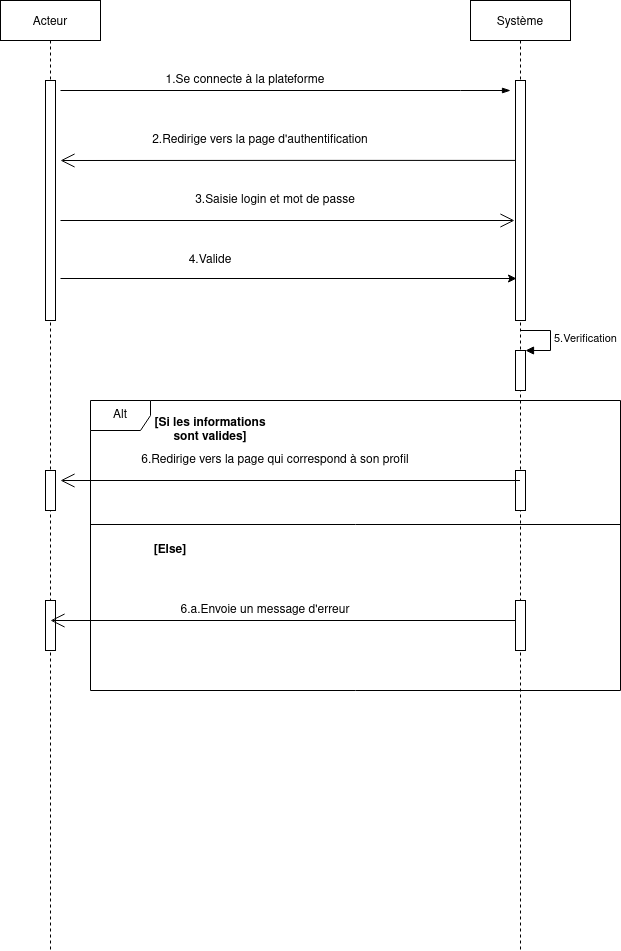 Acteur
Système
1.Se connecte à la plateforme
2.Redirige vers la page d'authentification
3.Saisie login et mot de passe
4.Valide
5.Verification
Alt
[Si les informations
sont valides]
6.Redirige vers la page qui correspond à son profil
[Else]
6.a.Envoie un message d'erreur